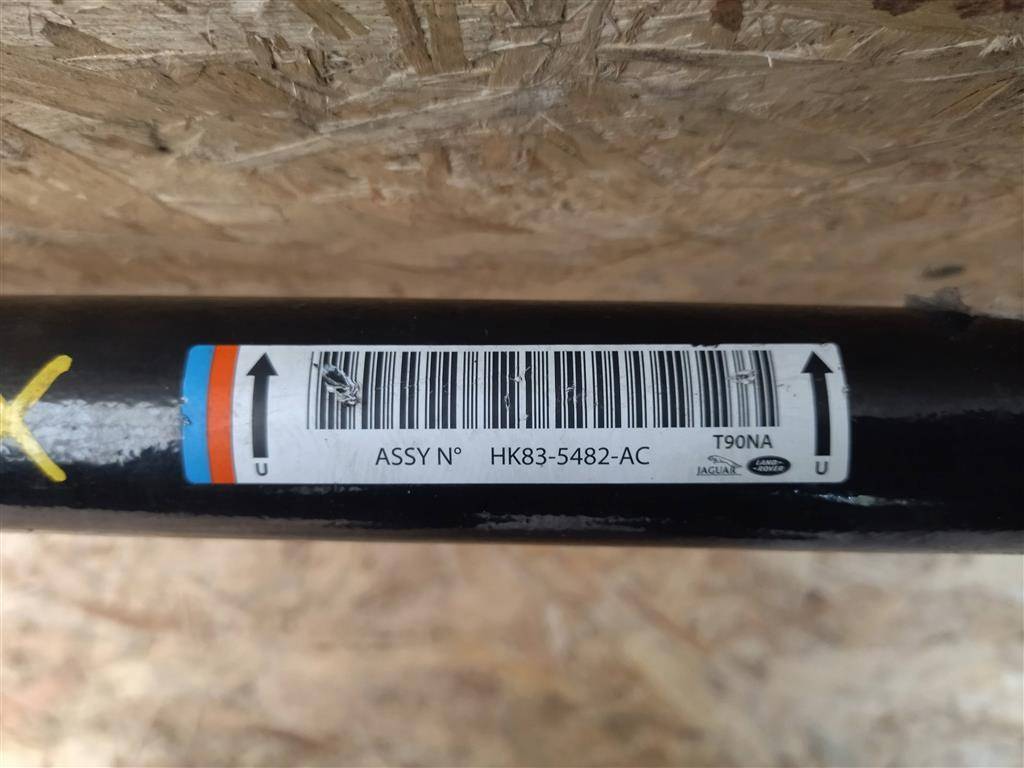 T90NA
ASSY N° HK83-5482-AC
JAGUAR LAND-ROVER
U U